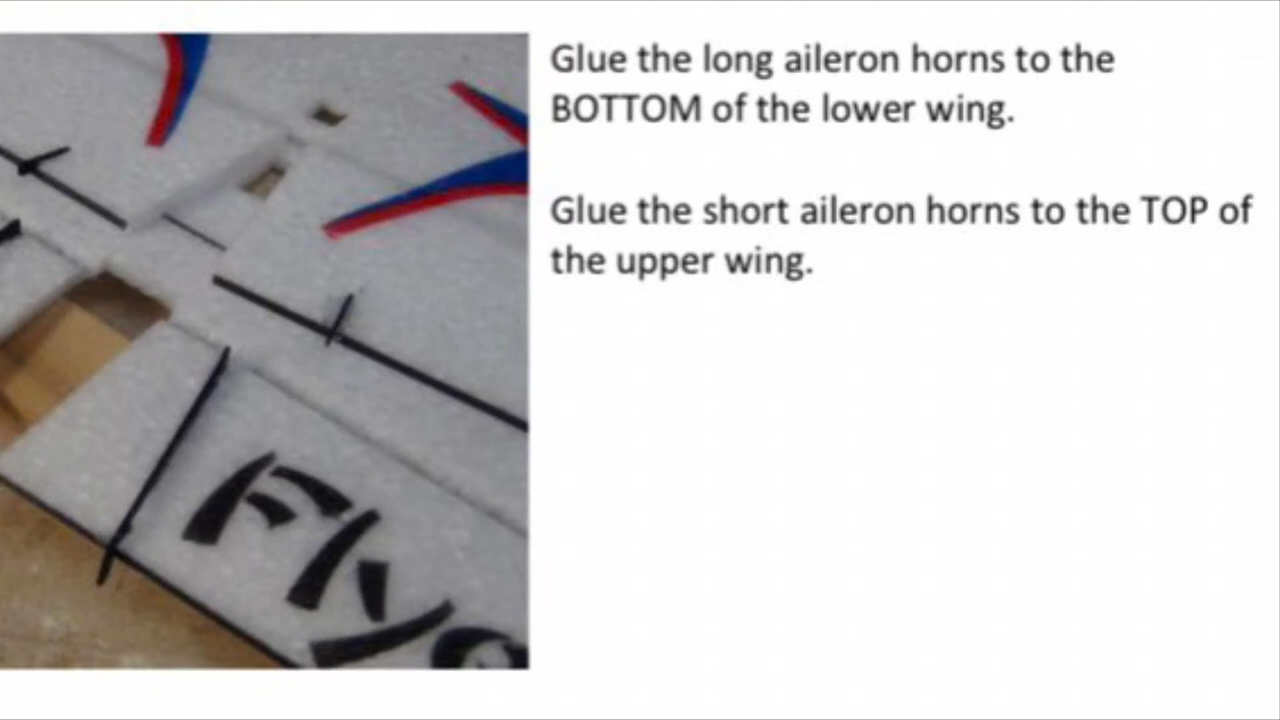 Glue the long aileron horns to the
BOTTOM of the lower wing.
Glue the short aileron horns to the TOP of
the upper wing.
Fly